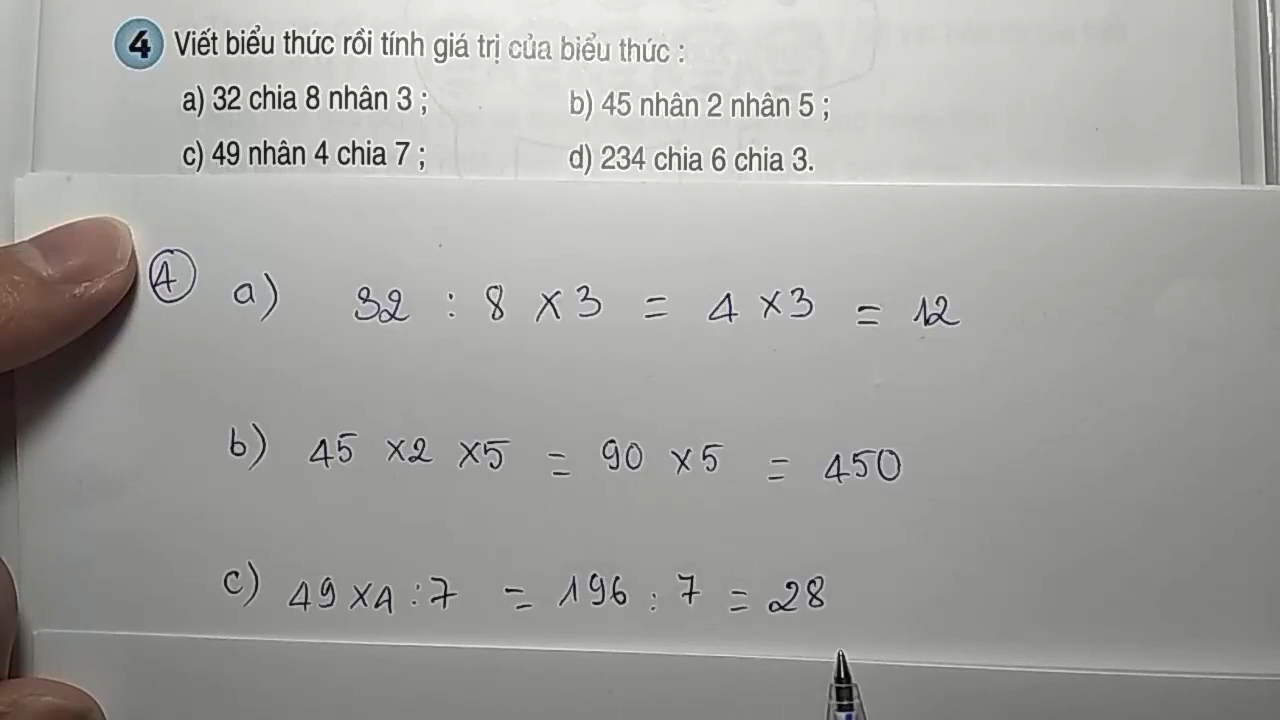 4 Viết biểu thức rồi tính giá trị của biểu thức :
a) 32 chia 8 nhân 3 ; b) 45 nhân 2 nhân 5 ;
c) 49 nhân 4 chia 7 ; d) 234 chia 6 chia 3.
4 a) 32 : 8 x 3 = 4 x 3 = 12
b) 45 x 2 x 5 = 90 x 5 = 450
c) 49 x 4 : 7 = 196 : 7 = 28